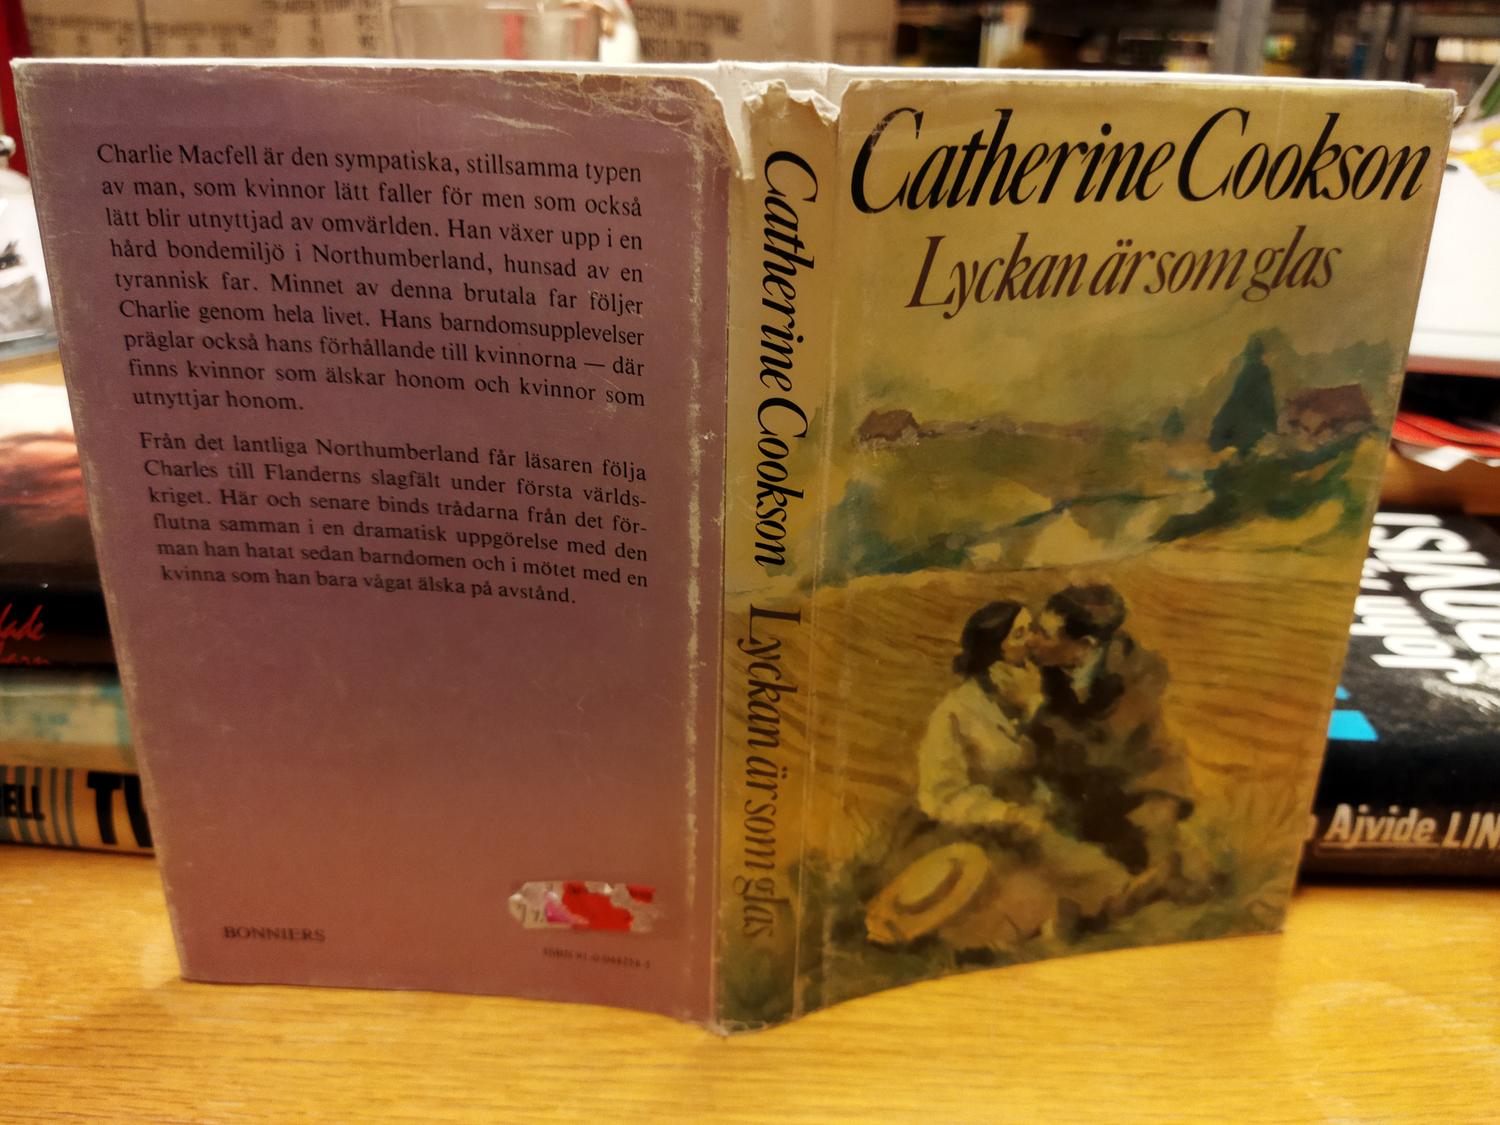 Charlie Macfell är den sympatiska, stillsamma typen
av man, som kvinnor lätt faller för men som också
lätt blir utnyttjad av omvärlden. Han växer upp i en
hård bondemiljö i Northumberland, hunsad av en
tyrannisk far. Minnet av denna brutala far följer
Charlie genom hela livet. Hans barndomsupplevelser
präglar också hans förhållande till kvinnorna — där
finns kvinnor som älskar honom och kvinnor som
utnyttjar honom.
Från det lantliga Northumberland får läsaren följa
Charles till Flanderns slagfält under första världs-
kriget. Här och senare binds trådarna från det för-
flutna samman i en dramatisk uppgörelse med den
man han hatat sedan barndomen och i mötet med en
kvinna som han bara vågat älska på avstånd.
BONNIERS
Catherine Cookson Lyckan är som glas
Catherine Cookson
Lyckan är som glas
Ajvide LIN
John
ELL